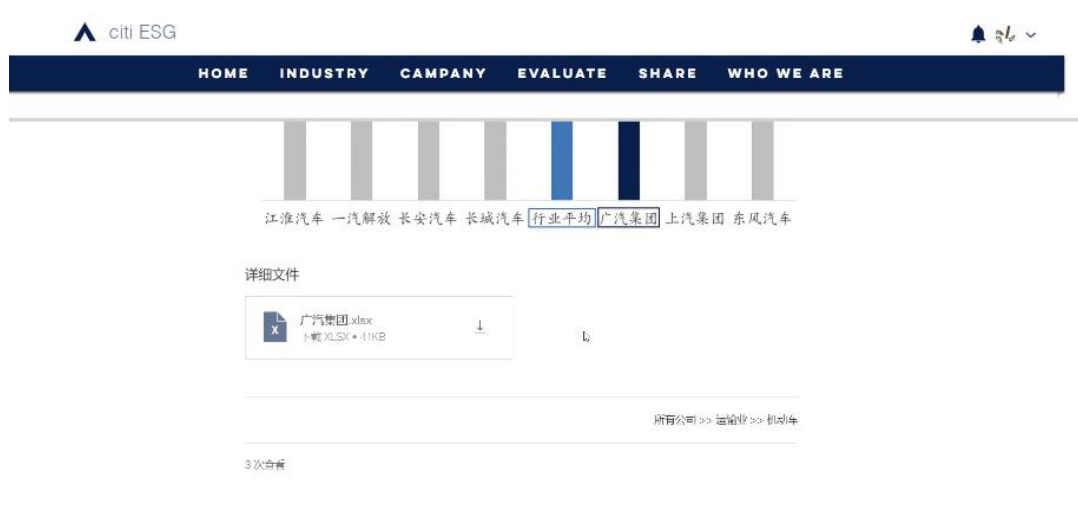 citi ESG
HOME INDUSTRY CAMPANY EVALUATE SHARE WHO WE ARE
江淮汽车 一汽解放 长安汽车 长城汽车 行业平均 广汽集团 上汽集团 东风汽车
详细文件
X
广汽集团.xlsx
下载 XLSX • 41KB
所有公司 >> 运输业 >> 机动车
3 次查看